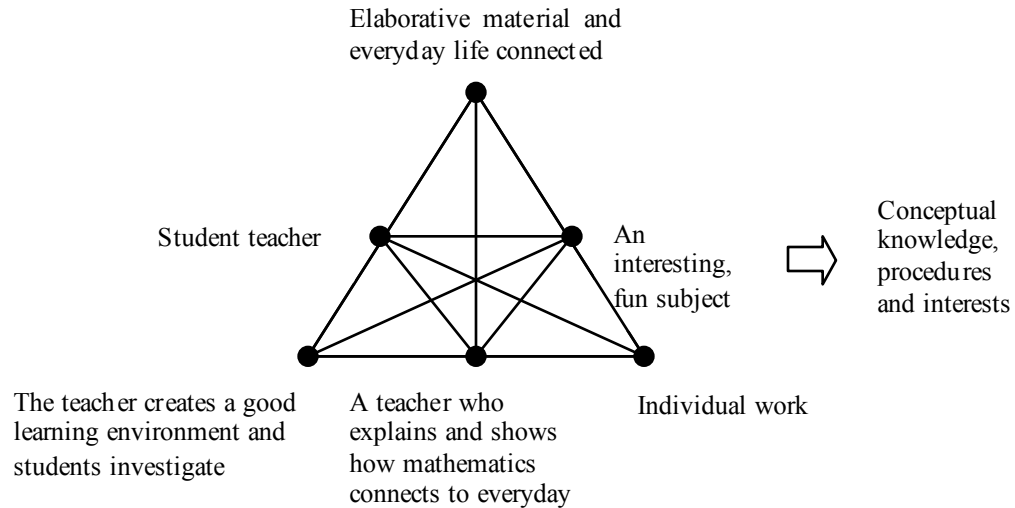 Elaborative material and
everyday life connected
Student teacher
An
interesting,
fun subject
Conceptual
knowledge,
procedures
and interests
The teacher creates a good
learning environment and
students investigate
A teacher who
explains and shows
how mathematics
connects to everyday
Individual work